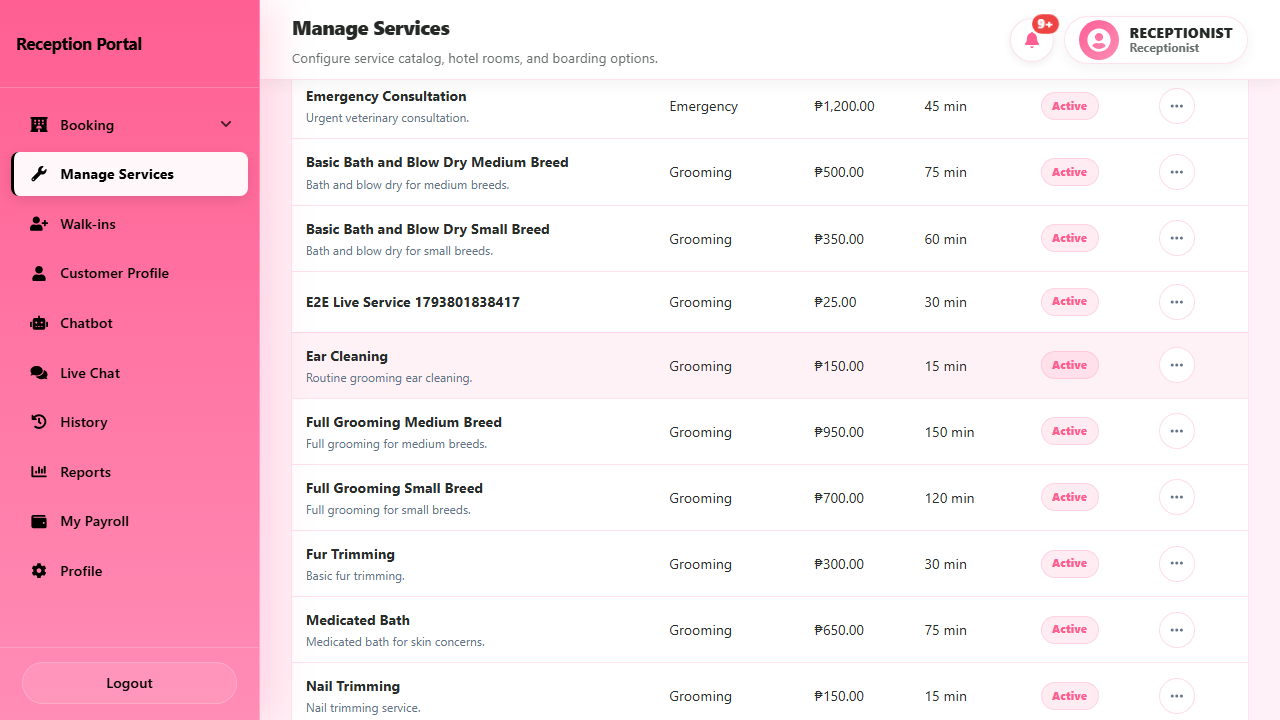 Reception Portal
Booking
Manage Services
Walk-ins
Customer Profile
Chatbot
Live Chat
History
Reports
My Payroll
Profile
Logout
Manage Services
Configure service catalog, hotel rooms, and boarding options.
9+
RECEPTIONIST
Receptionist
Emergency Consultation
Urgent veterinary consultation.
Emergency ₱1,200.00 45 min Active
Basic Bath and Blow Dry Medium Breed
Bath and blow dry for medium breeds.
Grooming ₱500.00 75 min Active
Basic Bath and Blow Dry Small Breed
Bath and blow dry for small breeds.
Grooming ₱350.00 60 min Active
E2E Live Service 1793801838417 Grooming ₱25.00 30 min Active
Ear Cleaning
Routine grooming ear cleaning.
Grooming ₱150.00 15 min Active
Full Grooming Medium Breed
Full grooming for medium breeds.
Grooming ₱950.00 150 min Active
Full Grooming Small Breed
Full grooming for small breeds.
Grooming ₱700.00 120 min Active
Fur Trimming
Basic fur trimming.
Grooming ₱300.00 30 min Active
Medicated Bath
Medicated bath for skin concerns.
Grooming ₱650.00 75 min Active
Nail Trimming
Nail trimming service.
Grooming ₱150.00 15 min Active